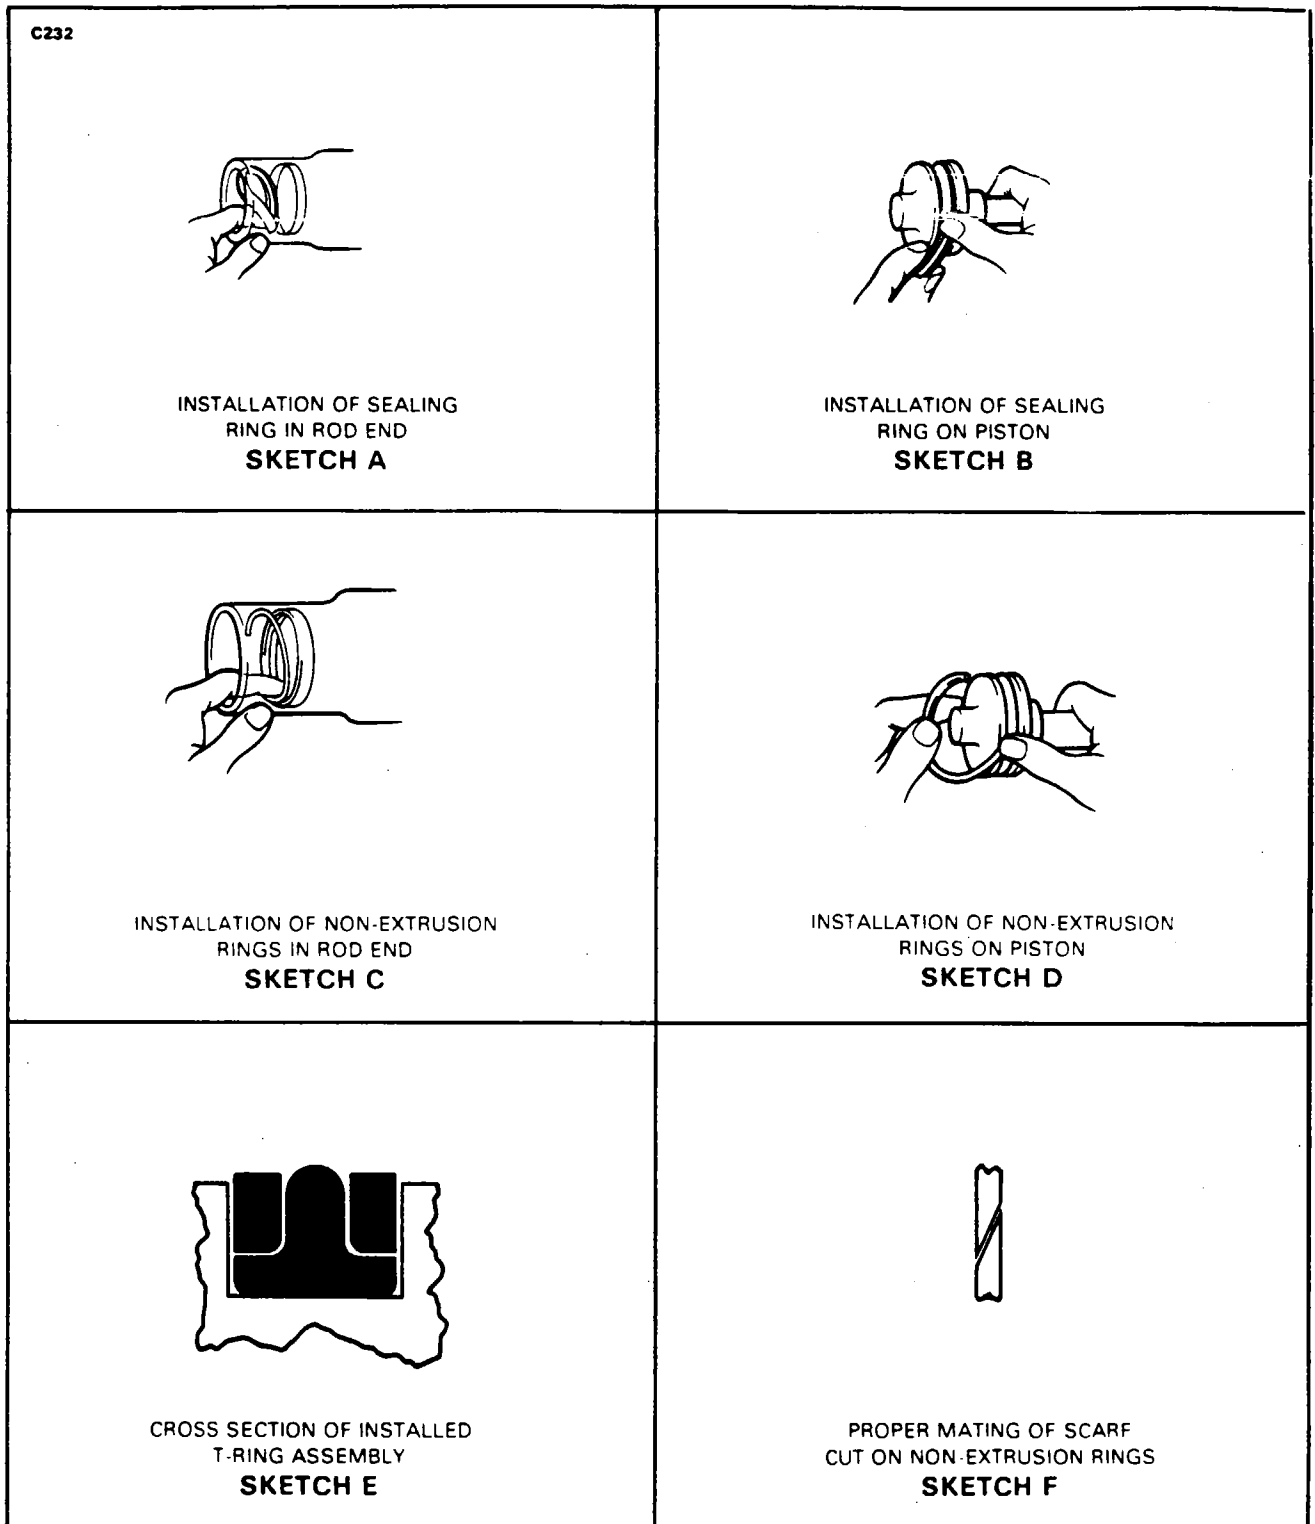 C232
INSTALLATION OF SEALING
RING IN ROD END
SKETCH A
INSTALLATION OF SEALING
RING ON PISTON
SKETCH B
INSTALLATION OF NON-EXTRUSION
RINGS IN ROD END
SKETCH C
INSTALLATION OF NON-EXTRUSION
RINGS ON PISTON
SKETCH D
CROSS SECTION OF INSTALLED
T-RING ASSEMBLY
SKETCH E
PROPER MATING OF SCARF
CUT ON NON-EXTRUSION RINGS
SKETCH F